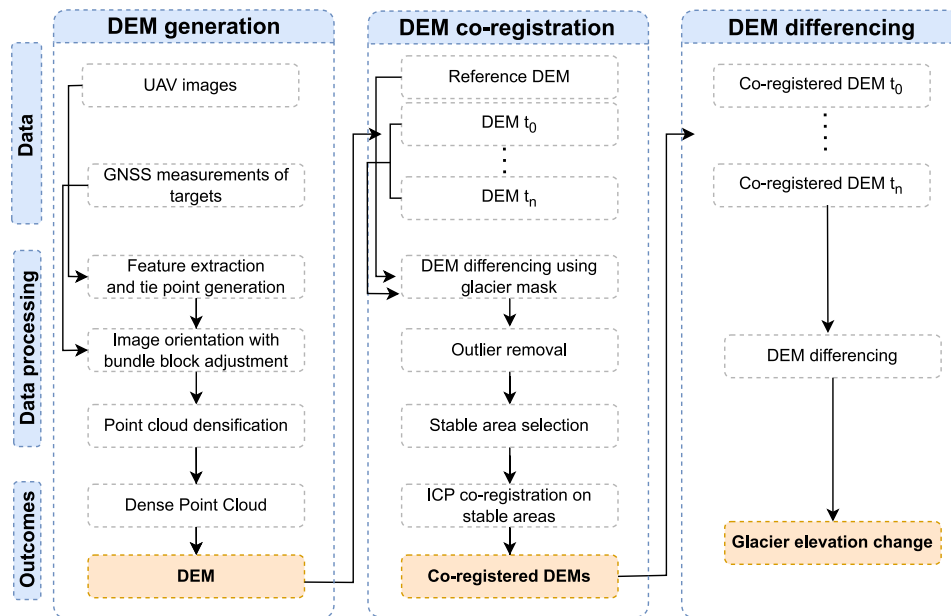 DEM generation
DEM co-registration
DEM differencing
Data
Data processing
Outcomes
UAV images
GNSS measurements of
targets
Feature extraction
and tie point generation
Image orientation with
bundle block adjustment
Point cloud densification
Dense Point Cloud
DEM
Reference DEM
DEM t0
DEM tn
DEM differencing using
glacier mask
Outlier removal
Stable area selection
ICP co-registration on
stable areas
Co-registered DEMs
Co-registered DEM t0
Co-registered DEM tn
DEM differencing
Glacier elevation change